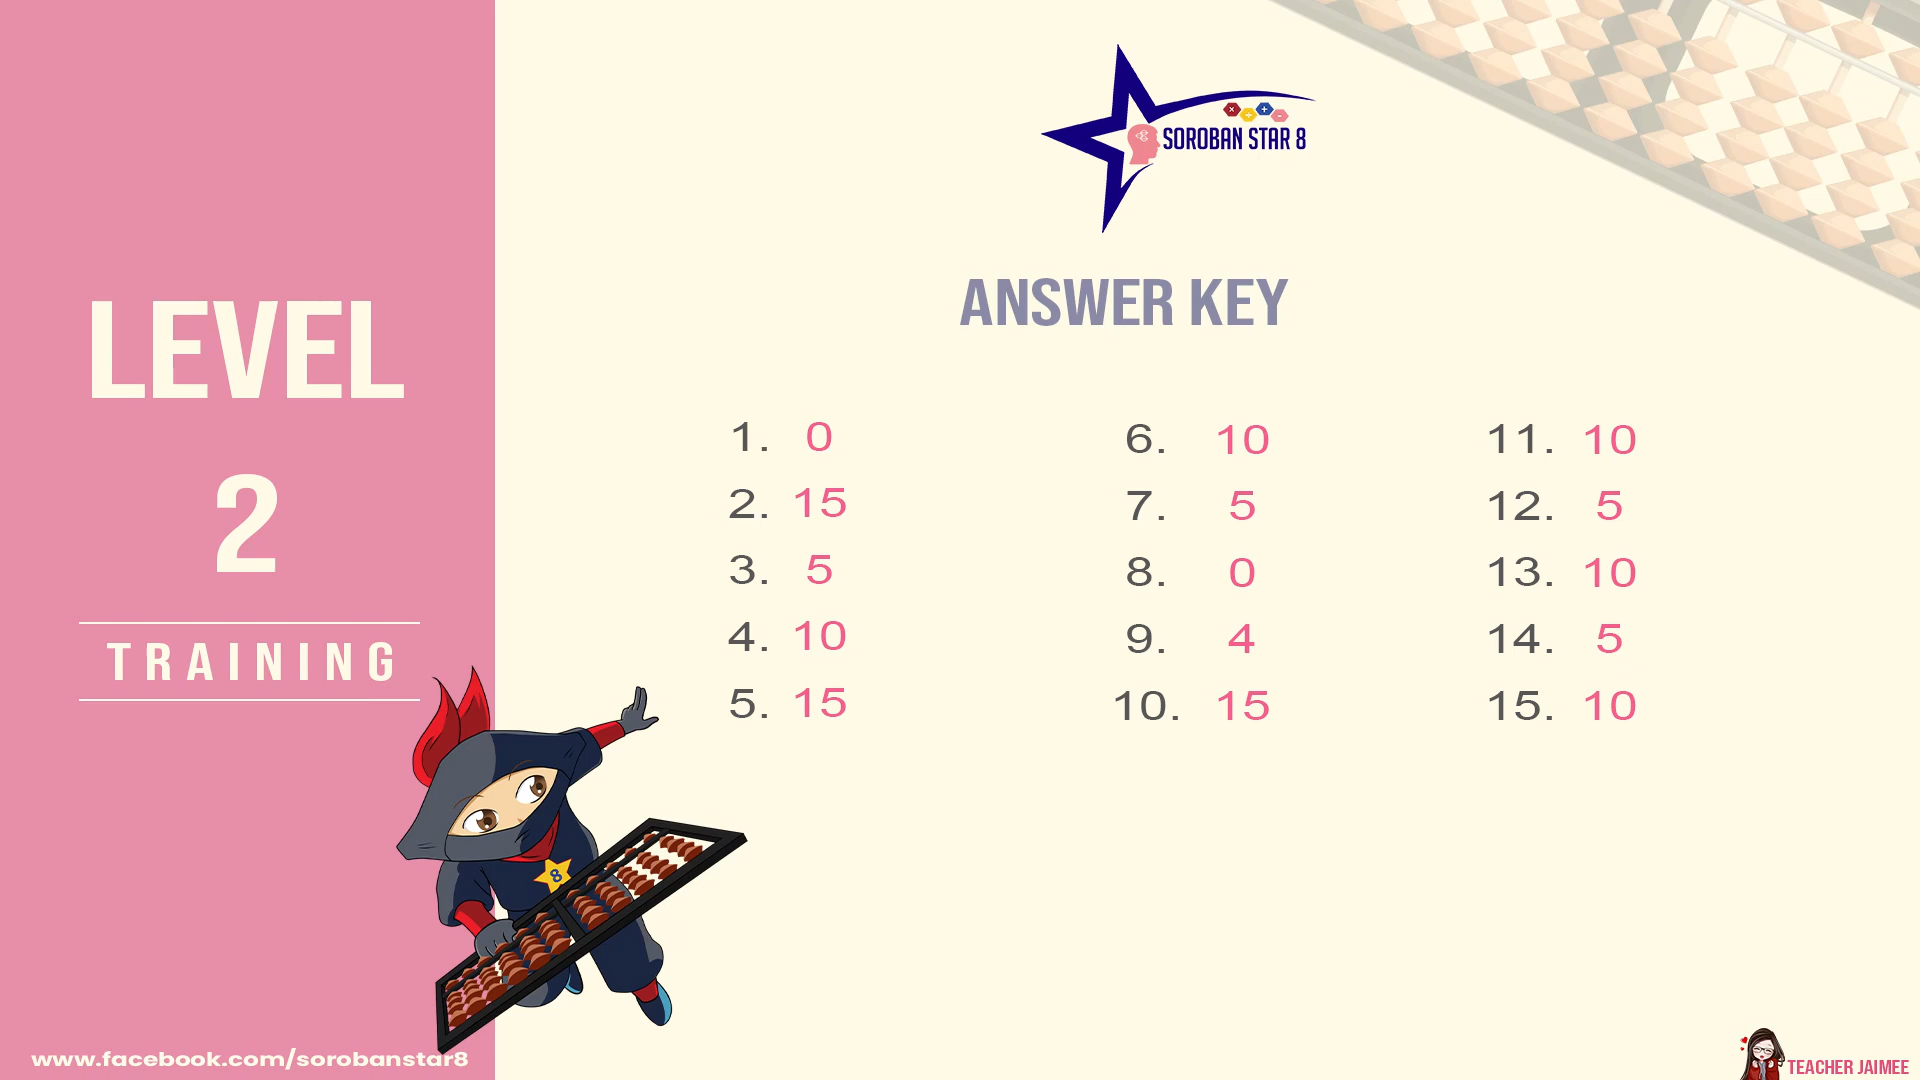 LEVEL
2
TRAINING
www.facebook.com/sorobanstar8
SOROBAN STAR 8
ANSWER KEY
1. 0
2. 15
3. 5
4. 10
5. 15
6. 10
7. 5
8. 0
9. 4
10. 15
11. 10
12. 5
13. 10
14. 5
15. 10
8
TEACHER JAIMEE